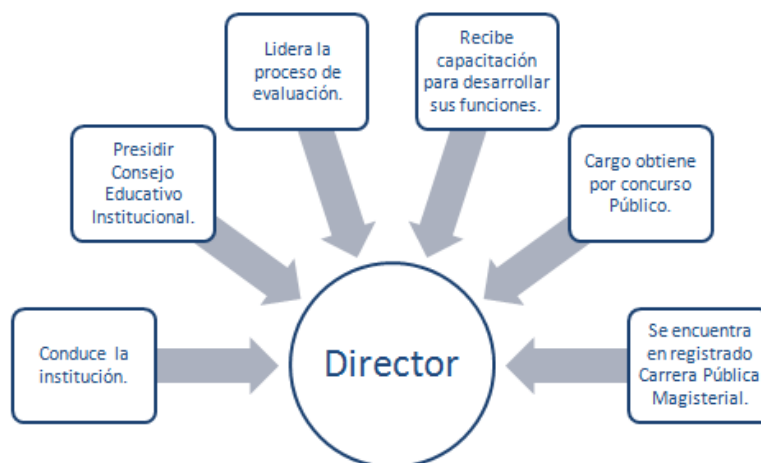 Lidera la
proceso de
evaluación.
Recibe
capacitación
para desarrollar
sus funciones.
Presidir
Consejo
Educativo
Institucional.
Cargo obtiene
por concurso
Público.
Conduce la
institución.
Director
Se encuentra
en registrado
Carrera Pública
Magisterial.